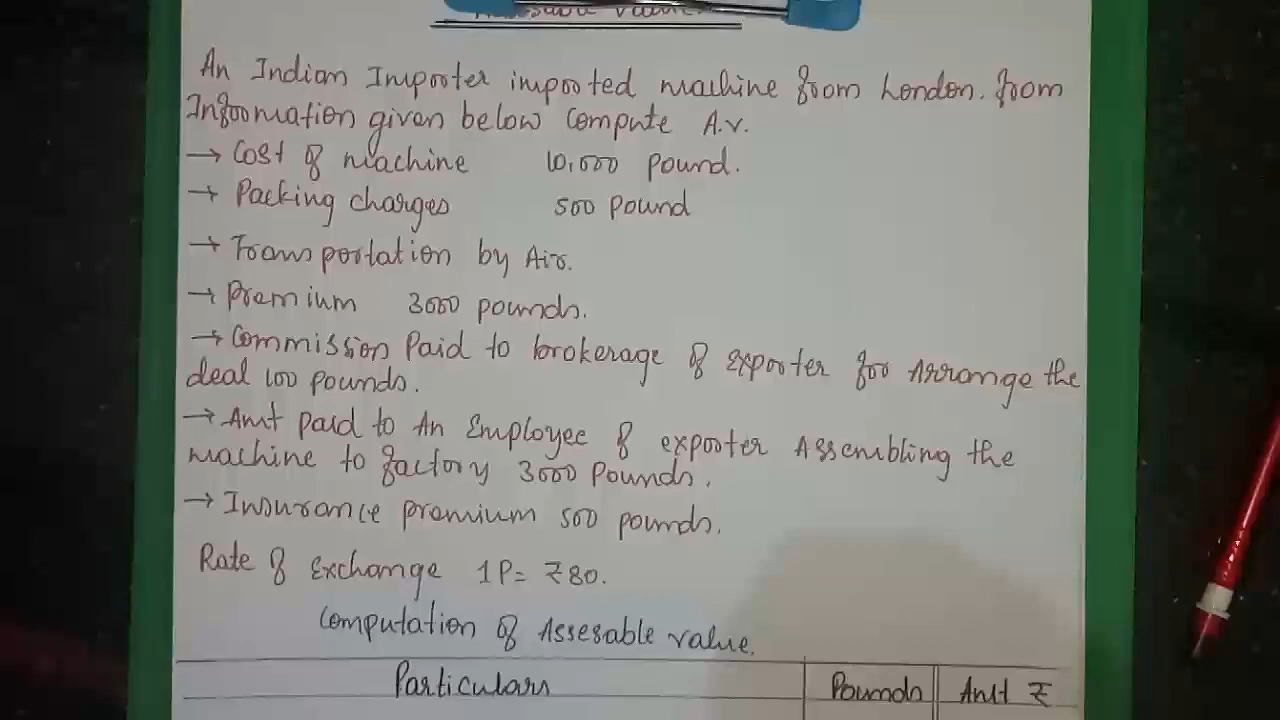 An Indian Importer imported machine from London. from
Information given below compute A.V.
→ Cost of machine 10,000 pound.
→ Packing charges 500 pound
→ Transportation by Air.
→ Premium 3000 pounds.
→ Commission Paid to brokerage of exporter for Arrange the
deal 100 pounds.
→ Amt paid to An Employee of exporter Assembling the
machine to factory 3000 Pounds.
→ Insurance premium 500 pounds.
Rate of Exchange 1P= ₹80.
Computation of Assesable value.
Particulars Pounds Amt ₹